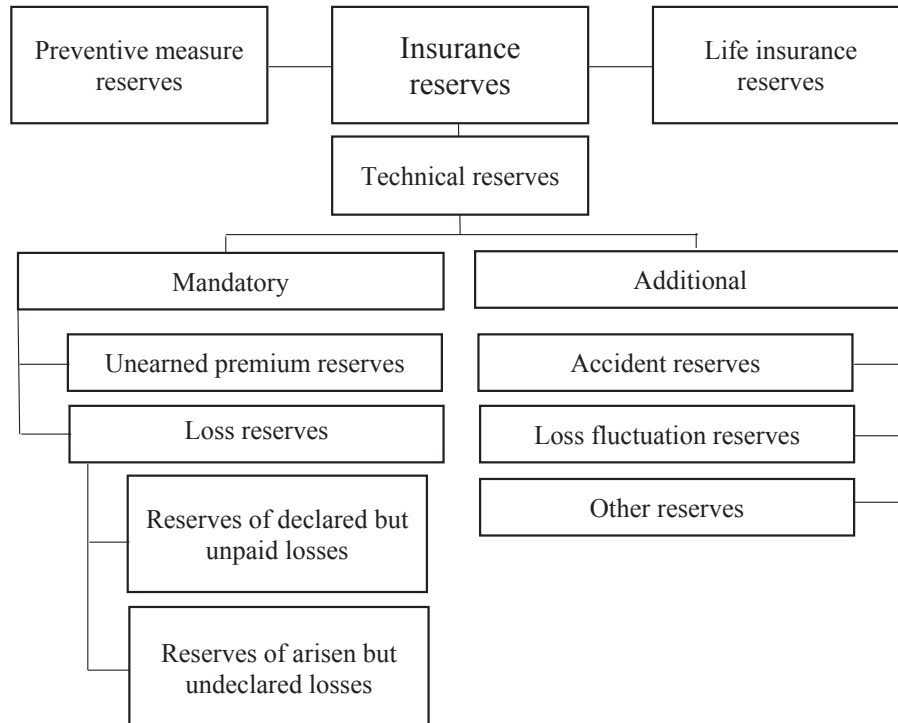 Preventive measure
reserves
Insurance
reserves
Life insurance
reserves
Technical reserves
Mandatory
Additional
Unearned premium reserves
Accident reserves
Loss reserves
Loss fluctuation reserves
Reserves of declared but
unpaid losses
Other reserves
Reserves of arisen but
undeclared losses